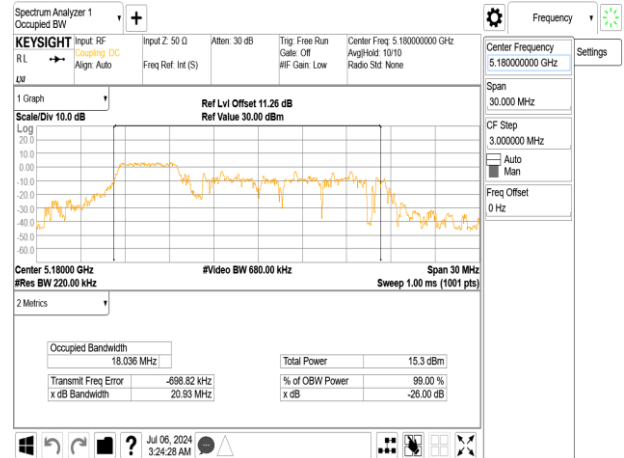 Spectrum Analyzer 1
Occupied BW
Frequency
KEYSIGHT
Input: RF
Coupling: DC
Align: Auto
Input Z: 50 Ω
Freq Ref: Int (S)
Atten: 30 dB
Trig: Free Run
Gate: Off
#IF Gain: Low
Center Freq: 5.180000000 GHz
Avg|Hold: 10/10
Radio Std: None
R L
LXI
Center Frequency
5.180000000 GHz
Settings
Span
30.000 MHz
CF Step
3.000000 MHz
Auto
Man
Freq Offset
0 Hz
1 Graph
Scale/Div 10.0 dB
Ref Lvl Offset 11.26 dB
Ref Value 30.00 dBm
Log
20.0
10.0
0.00
-10.0
-20.0
-30.0
-40.0
-50.0
-60.0
Center 5.18000 GHz
#Res BW 220.00 kHz
#Video BW 680.00 kHz
Span 30 MHz
Sweep 1.00 ms (1001 pts)
2 Metrics
Occupied Bandwidth
18.036 MHz
Total Power 15.3 dBm
Transmit Freq Error -698.82 kHz
% of OBW Power 99.00 %
x dB Bandwidth 20.93 MHz
x dB -26.00 dB
?
Jul 06, 2024
3:24:28 AM